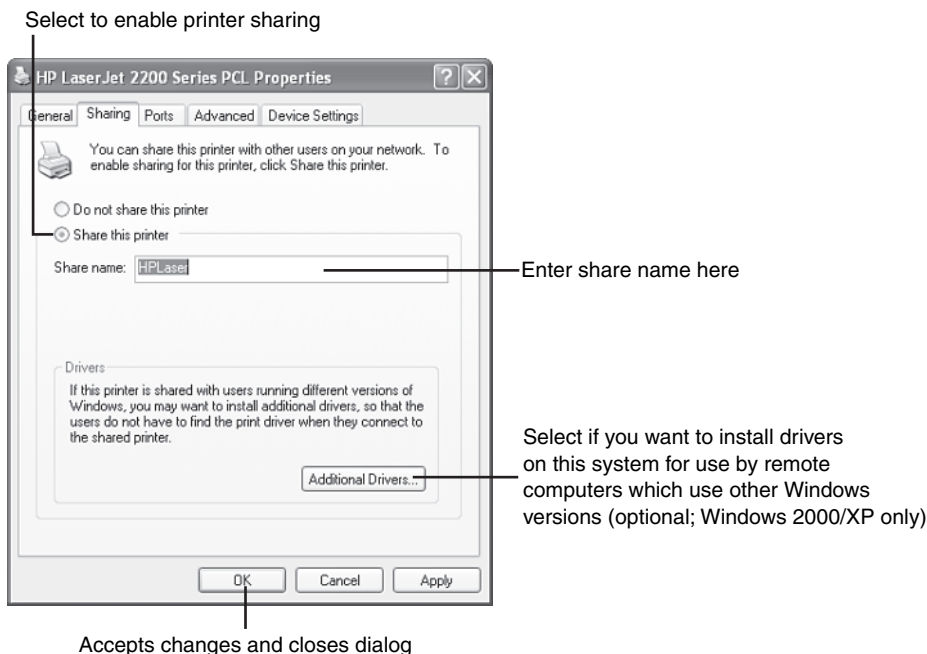 Select to enable printer sharing
HP LaserJet 2200 Series PCL Properties
General Sharing Ports Advanced Device Settings
You can share this printer with other users on your network. To
enable sharing for this printer, click Share this printer.
Do not share this printer
Share this printer
Share name: HPLaser
Enter share name here
Drivers
If this printer is shared with users running different versions of
Windows, you may want to install additional drivers, so that the
users do not have to find the print driver when they connect to
the shared printer.
Additional Drivers...
Select if you want to install drivers
on this system for use by remote
computers which use other Windows
versions (optional; Windows 2000/XP only)
OK Cancel Apply
Accepts changes and closes dialog